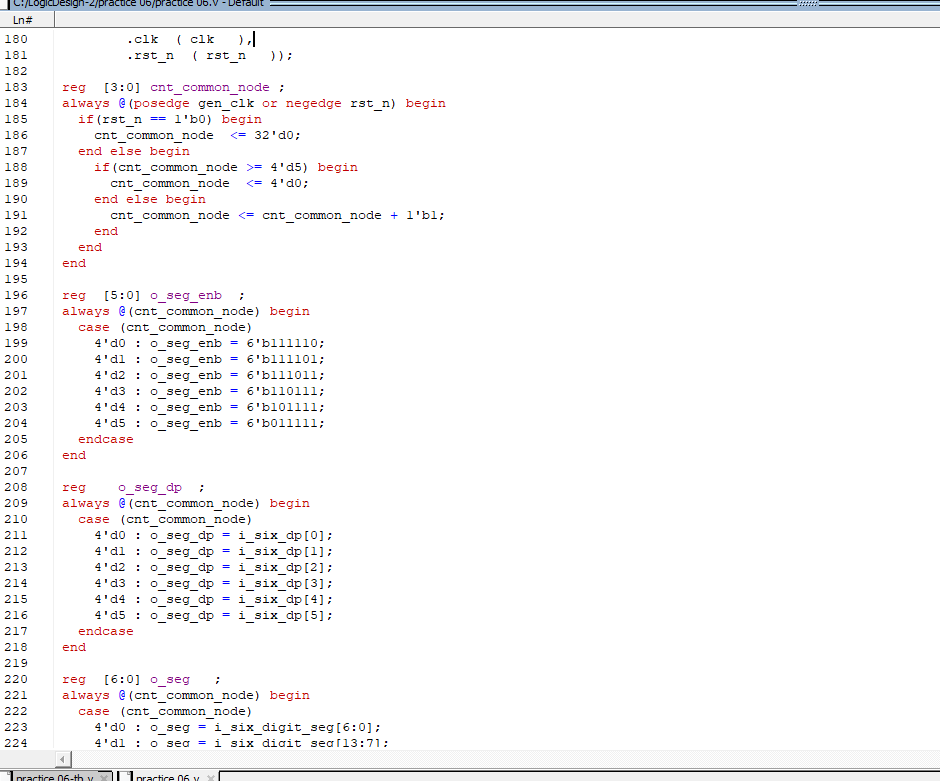 C:/LogicDesign-2/practice 06/practice 06.v - Default
Ln#
180 .clk ( clk ),
181 .rst_n ( rst_n ));
182
183 reg [3:0] cnt_common_node ;
184 always @(posedge gen_clk or negedge rst_n) begin
185 if(rst_n == 1'b0) begin
186 cnt_common_node <= 32'd0;
187 end else begin
188 if(cnt_common_node >= 4'd5) begin
189 cnt_common_node <= 4'd0;
190 end else begin
191 cnt_common_node <= cnt_common_node + 1'b1;
192 end
193 end
194 end
195
196 reg [5:0] o_seg_enb ;
197 always @(cnt_common_node) begin
198 case (cnt_common_node)
199 4'd0 : o_seg_enb = 6'b111110;
200 4'd1 : o_seg_enb = 6'b111101;
201 4'd2 : o_seg_enb = 6'b111011;
202 4'd3 : o_seg_enb = 6'b110111;
203 4'd4 : o_seg_enb = 6'b101111;
204 4'd5 : o_seg_enb = 6'b011111;
205 endcase
206 end
207
208 reg o_seg_dp ;
209 always @(cnt_common_node) begin
210 case (cnt_common_node)
211 4'd0 : o_seg_dp = i_six_dp[0];
212 4'd1 : o_seg_dp = i_six_dp[1];
213 4'd2 : o_seg_dp = i_six_dp[2];
214 4'd3 : o_seg_dp = i_six_dp[3];
215 4'd4 : o_seg_dp = i_six_dp[4];
216 4'd5 : o_seg_dp = i_six_dp[5];
217 endcase
218 end
219
220 reg [6:0] o_seg ;
221 always @(cnt_common_node) begin
222 case (cnt_common_node)
223 4'd0 : o_seg = i_six_digit_seg[6:0];
224 4'd1 : o_seg = i_six_digit_seg[13:7];
practice 06-tb.v practice 06.v